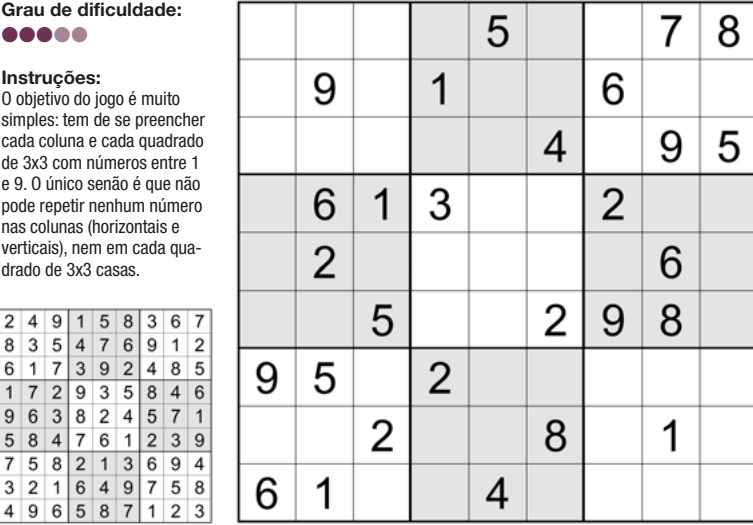 Grau de dificuldade:
Instruções:
O objetivo do jogo é muito
simples: tem de se preencher
cada coluna e cada quadrado
de 3x3 com números entre 1
e 9. O único senão é que não
pode repetir nenhum número
nas colunas (horizontais e
verticais), nem em cada qua-
drado de 3x3 casas.
2 4 9 1 5 8 3 6 7
8 3 5 4 7 6 9 1 2
6 1 7 3 9 2 4 8 5
1 7 2 9 3 5 8 4 6
9 6 3 8 2 4 5 7 1
5 8 4 7 6 1 2 3 9
7 5 8 2 1 3 6 9 4
3 2 1 6 4 9 7 5 8
4 9 6 5 8 7 1 2 3
5 7 8
9 1 6
4 9 5
6 1 3 2
2 6
5 2 9 8
9 5 2
2 8 1
6 1 4